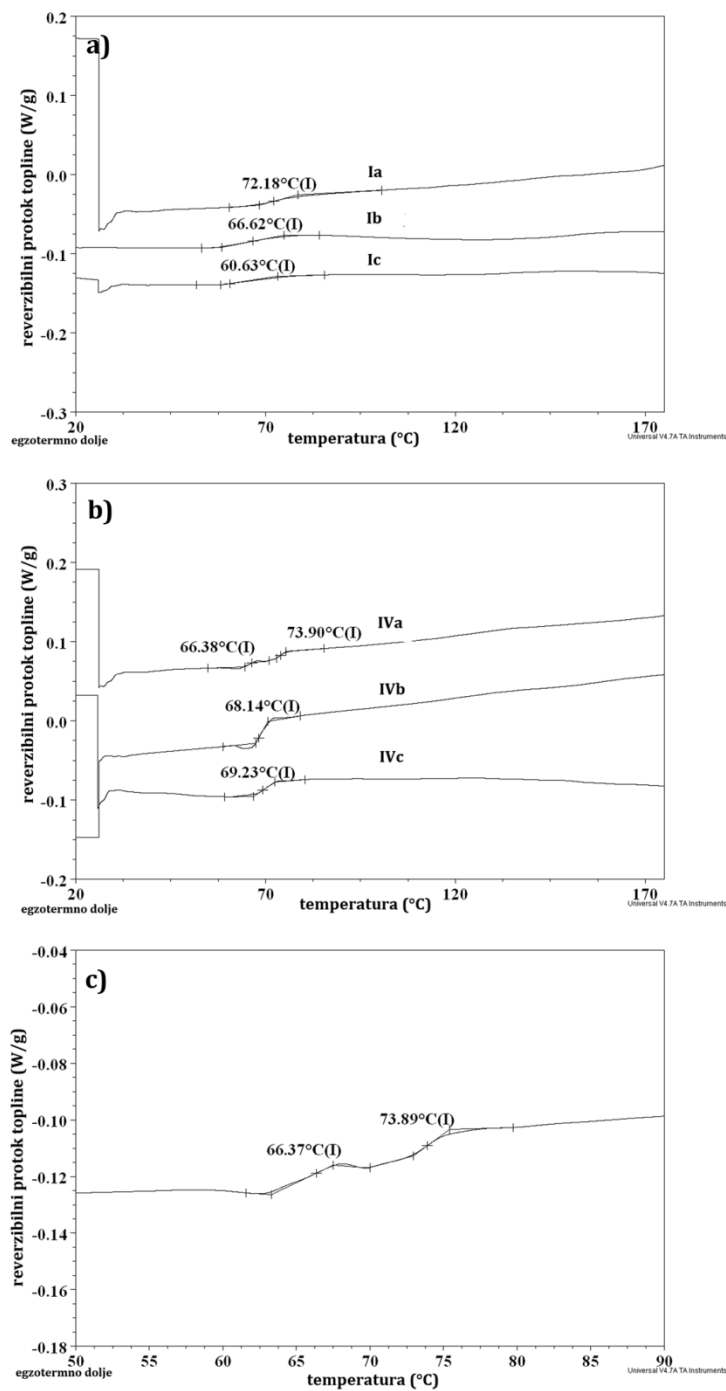 a)
reverzibilni protok topline (W/g)
0.2
0.1
0.0
-0.1
-0.2
-0.3
Ia
72.18°C(I)
Ib
66.62°C(I)
Ic
60.63°C(I)
20
70
120
170
temperatura (°C)
egzotermno dolje
Universal V4.7A TA Instruments
b)
reverzibilni protok topline (W/g)
0.3
0.2
0.1
0.0
-0.1
-0.2
IVa
66.38°C(I)
73.90°C(I)
IVb
68.14°C(I)
IVc
69.23°C(I)
20
70
120
170
temperatura (°C)
egzotermno dolje
Universal V4.7A TA Instruments
c)
reverzibilni protok topline (W/g)
-0.04
-0.06
-0.08
-0.10
-0.12
-0.14
-0.16
-0.18
73.89°C(I)
66.37°C(I)
50
55
60
65
70
75
80
85
90
temperatura (°C)
egzotermno dolje
Universal V4.7A TA Instruments